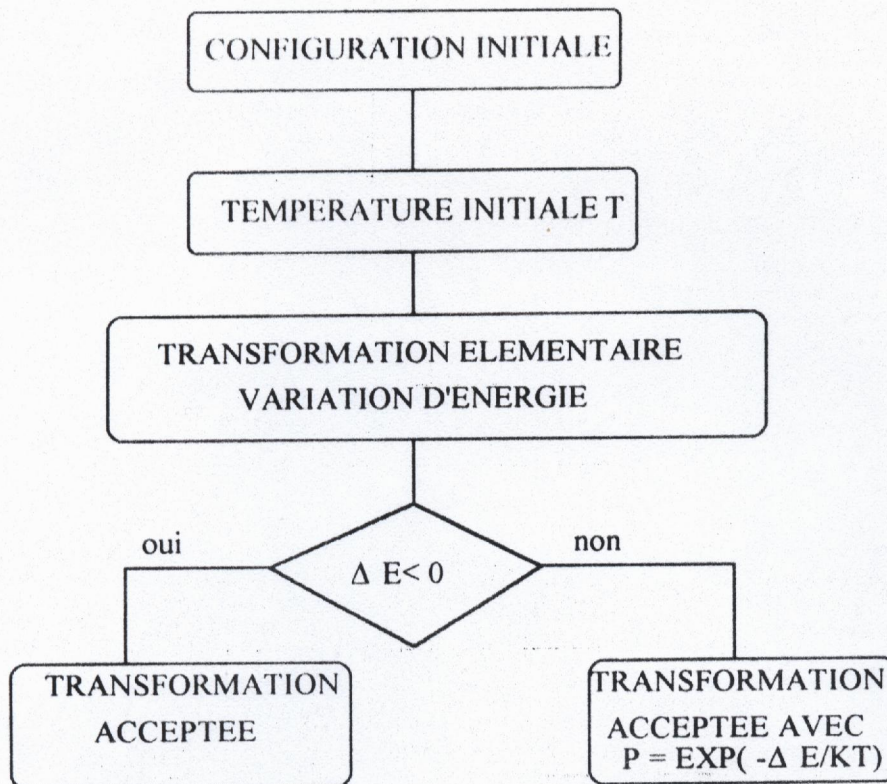 CONFIGURATION INITIALE
TEMPERATURE INITIALE T
TRANSFORMATION ELEMENTAIRE
VARIATION D'ENERGIE
oui
Δ E< 0
non
TRANSFORMATION
ACCEPTEE
TRANSFORMATION
ACCEPTEE AVEC
P = EXP( -Δ E/KT)